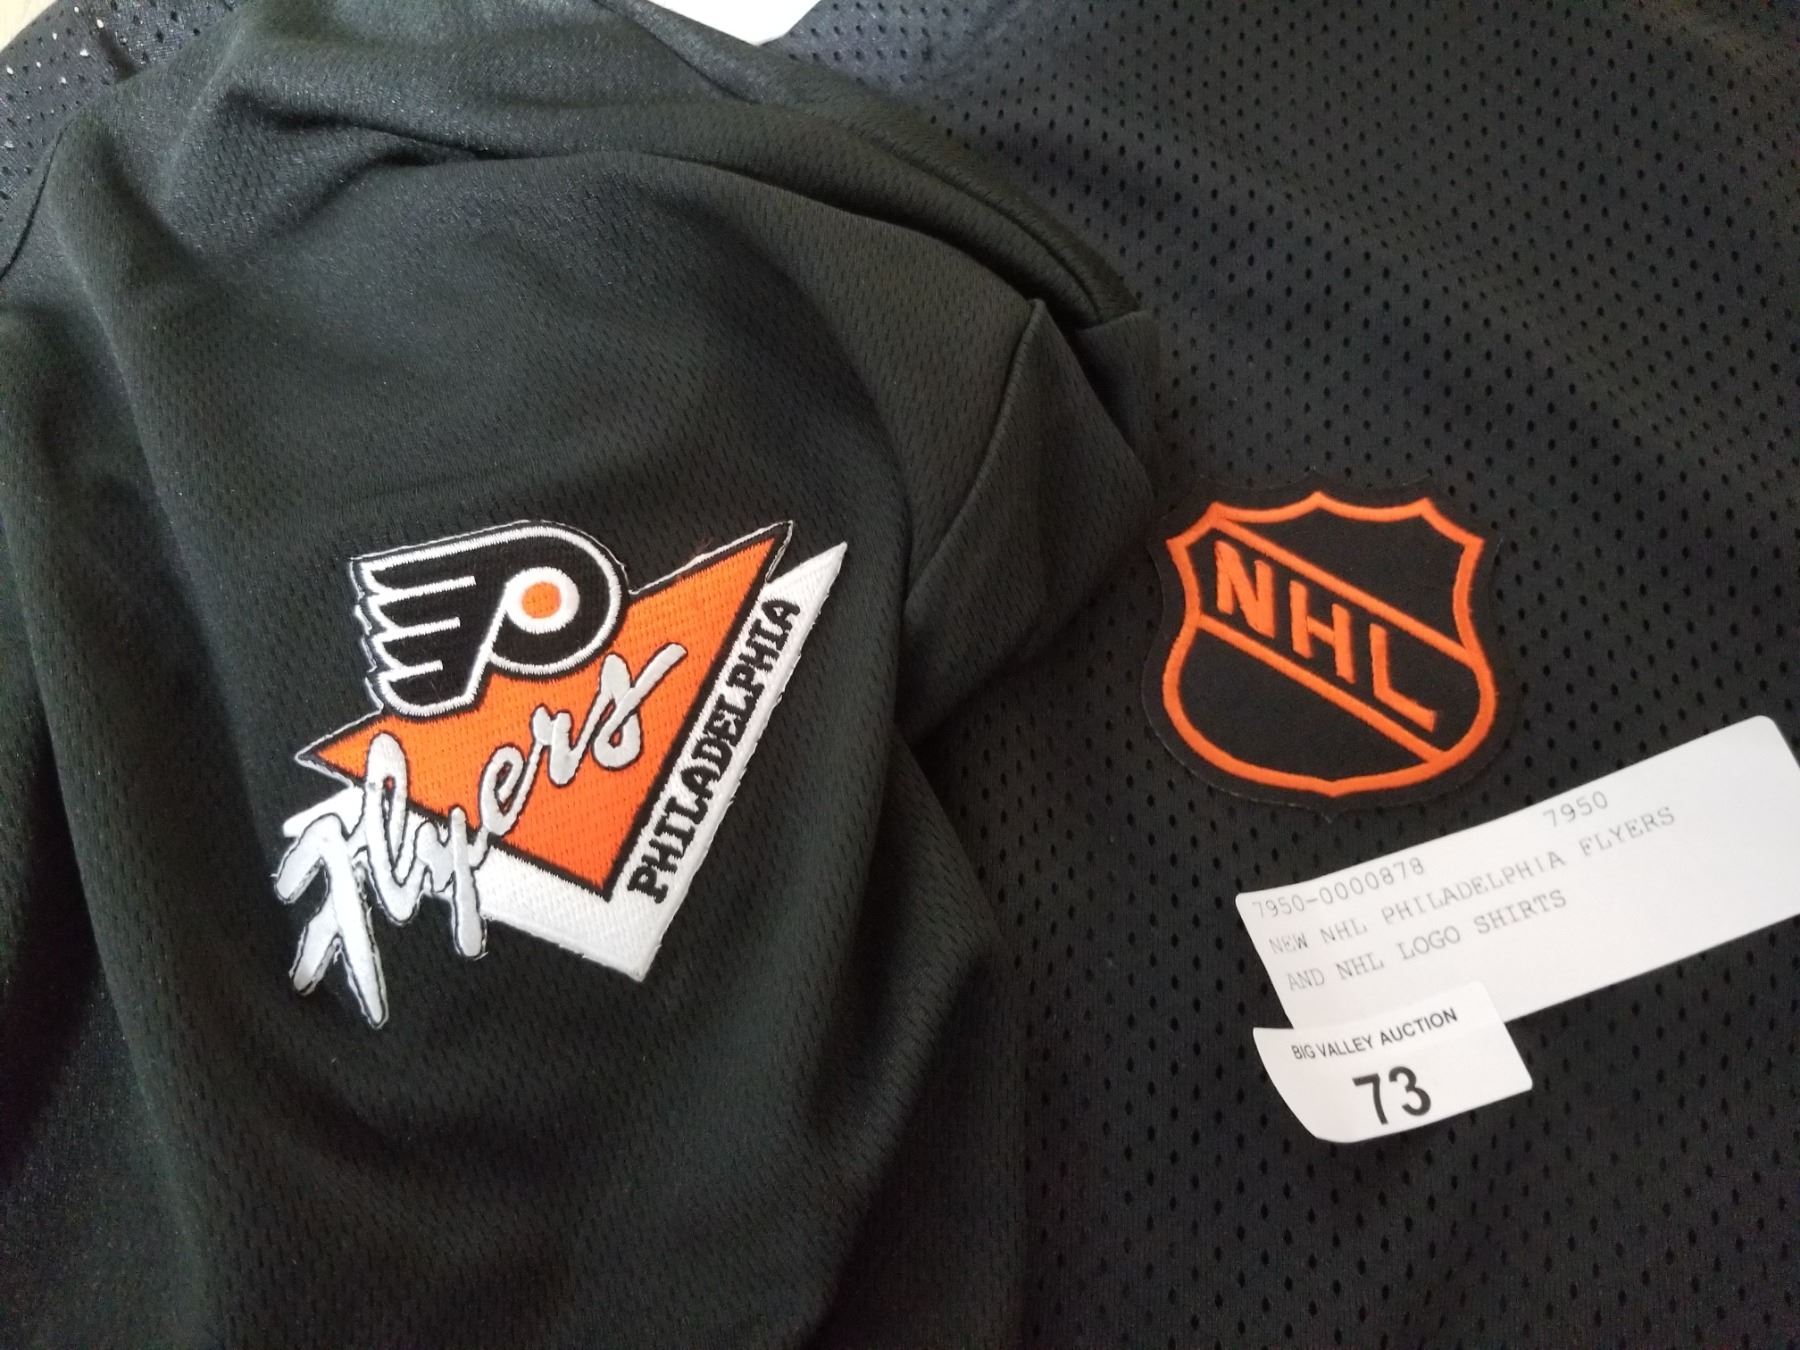 Flyers
PHILADELPHIA
NHL
7950
7950-0000878
NEW NHL PHILADELPHIA FLYERS
AND NHL LOGO SHIRTS
BIG VALLEY AUCTION
73